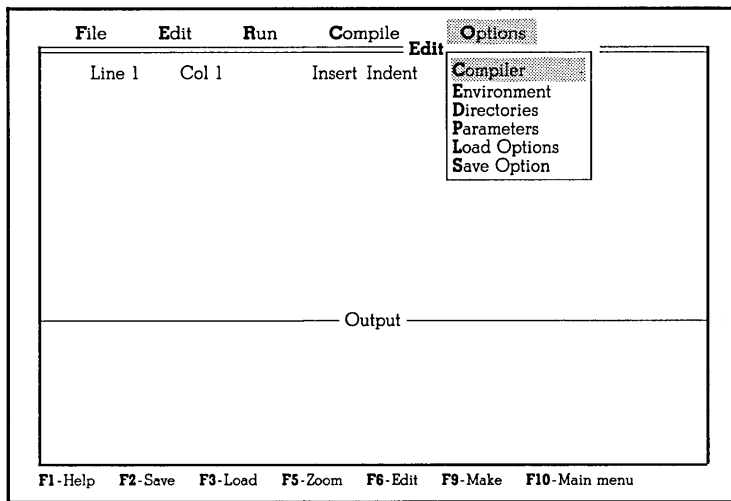 File Edit Run Compile Options
Edit
Line 1 Col 1 Insert Indent
Compiler
Environment
Directories
Parameters
Load Options
Save Option
Output
F1-Help F2-Save F3-Load F5-Zoom F6-Edit F9-Make F10-Main menu